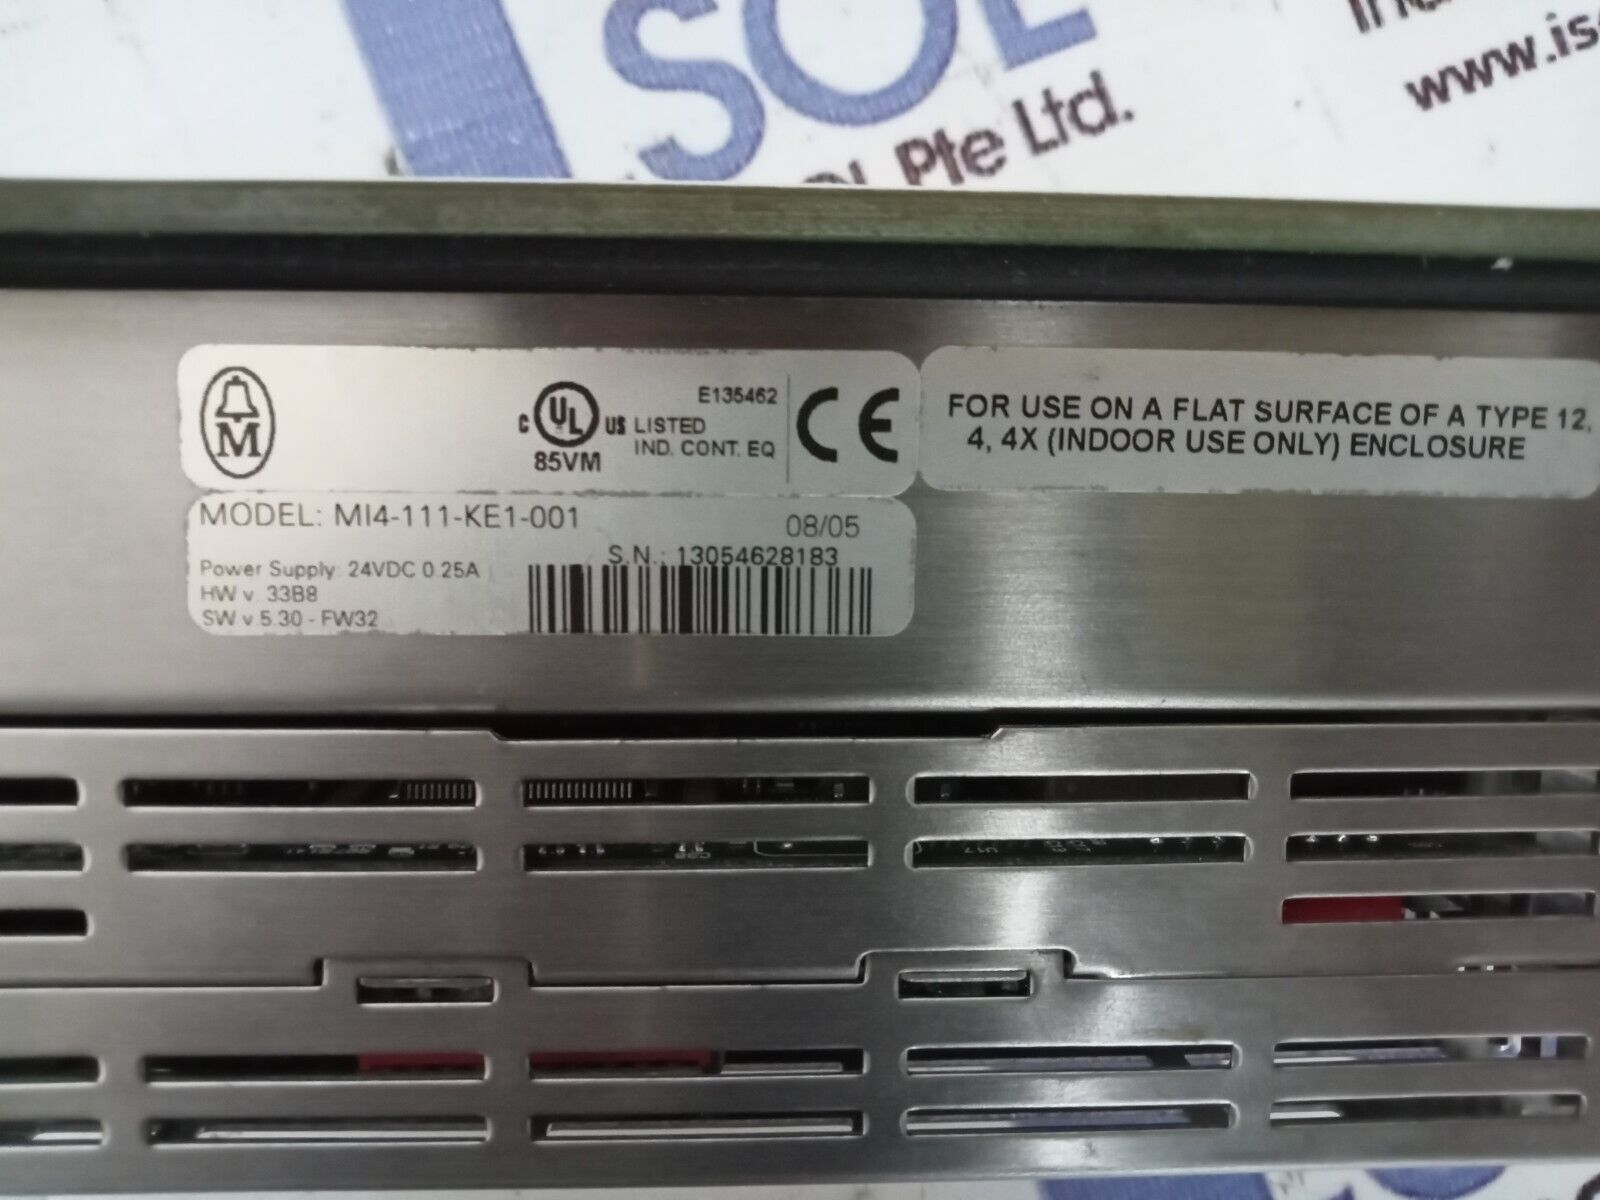 SOL
Pte Ltd.
www.is
M
C UL US LISTED
E135462
IND. CONT. EQ
85VM
CE
FOR USE ON A FLAT SURFACE OF A TYPE 12,
4, 4X (INDOOR USE ONLY) ENCLOSURE
MODEL: MI4-111-KE1-001
08/05
S.N.: 13054628183
Power Supply: 24VDC 0.25A
HW v. 33B8
SW v 5.30 - FW32